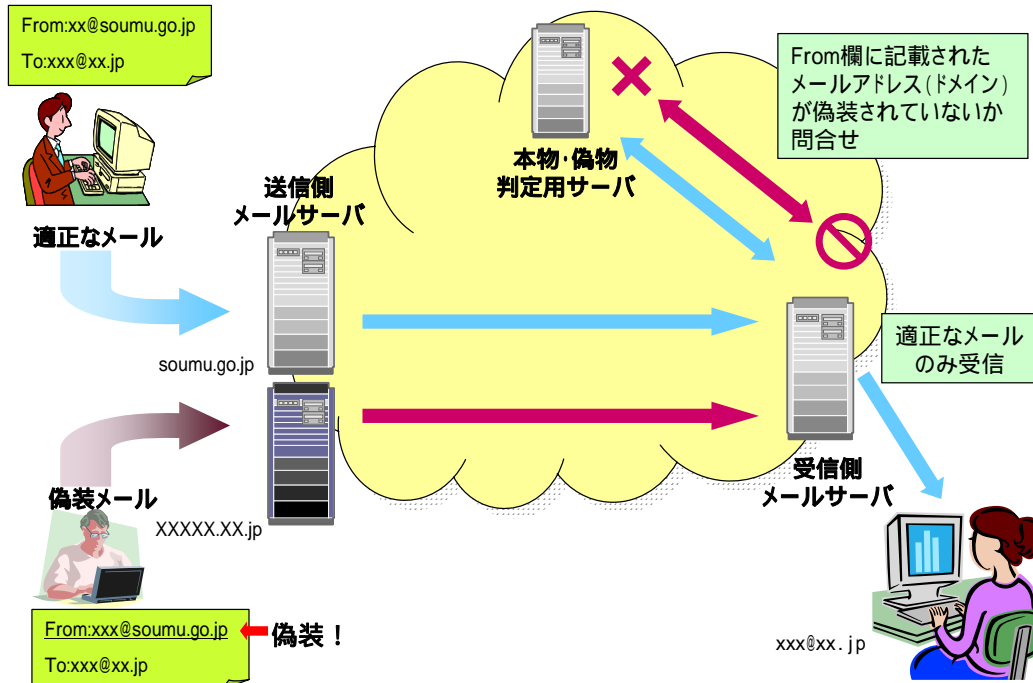 From:xx@soumu.go.jp
To:xxx@xx.jp
適正なメール
送信側
メールサーバ
soumu.go.jp
本物・偽物
判定用サーバ
From欄に記載された
メールアドレス(ドメイン)
が偽装されていないか
問合せ
適正なメール
のみ受信
受信側
メールサーバ
偽装メール
XXXXX.XX.jp
From:xxx@soumu.go.jp
To:xxx@xx.jp
偽装！
xxx@xx.jp